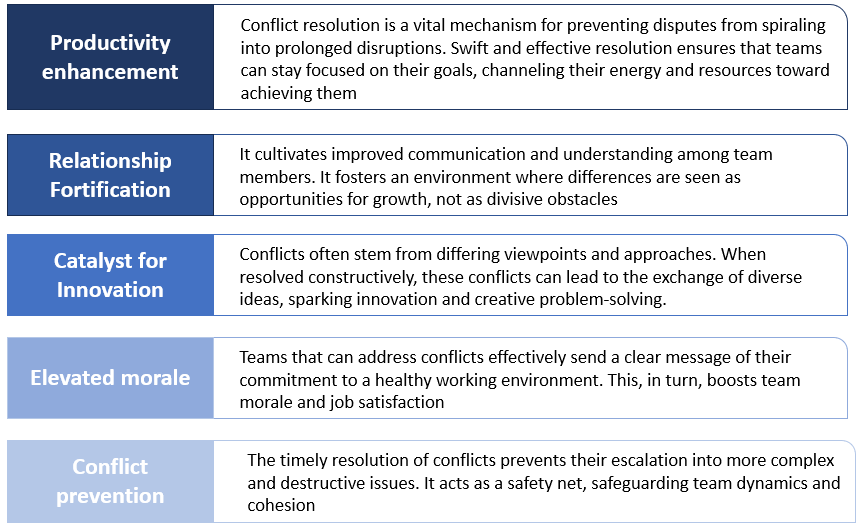 Productivity
enhancement
Conflict resolution is a vital mechanism for preventing disputes from spiraling
into prolonged disruptions. Swift and effective resolution ensures that teams
can stay focused on their goals, channeling their energy and resources toward
achieving them
Relationship
Fortification
It cultivates improved communication and understanding among team
members. It fosters an environment where differences are seen as
opportunities for growth, not as divisive obstacles
Catalyst for
Innovation
Conflicts often stem from differing viewpoints and approaches. When
resolved constructively, these conflicts can lead to the exchange of diverse
ideas, sparking innovation and creative problem-solving.
Elevated morale
Teams that can address conflicts effectively send a clear message of their
commitment to a healthy working environment. This, in turn, boosts team
morale and job satisfaction
Conflict
prevention
The timely resolution of conflicts prevents their escalation into more complex
and destructive issues. It acts as a safety net, safeguarding team dynamics and
cohesion